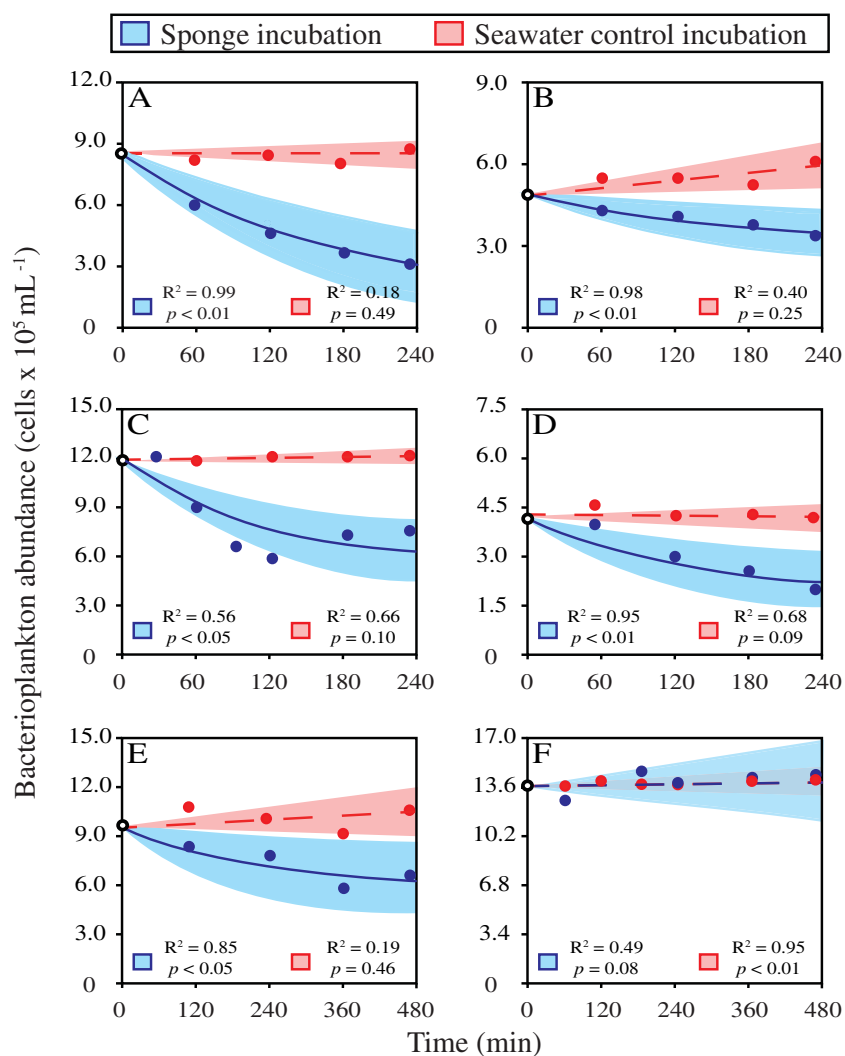 Sponge incubation Seawater control incubation
Bacterioplankton abundance (cells x 10⁵ mL⁻¹)
12.0
A
9.0
6.0
3.0
0
R² = 0.99
p < 0.01
R² = 0.18
p = 0.49
0 60 120 180 240
9.0
B
6.0
3.0
0
R² = 0.98
p < 0.01
R² = 0.40
p = 0.25
0 60 120 180 240
15.0
C
12.0
9.0
6.0
3.0
0
R² = 0.56
p < 0.05
R² = 0.66
p = 0.10
0 60 120 180 240
7.5
D
6.0
4.5
3.0
1.5
0
R² = 0.95
p < 0.01
R² = 0.68
p = 0.09
0 60 120 180 240
15.0
E
12.0
9.0
6.0
3.0
0
R² = 0.85
p < 0.05
R² = 0.19
p = 0.46
0 120 240 360 480
17.0
F
13.6
10.2
6.8
3.4
0
R² = 0.49
p = 0.08
R² = 0.95
p < 0.01
0 120 240 360 480
Time (min)